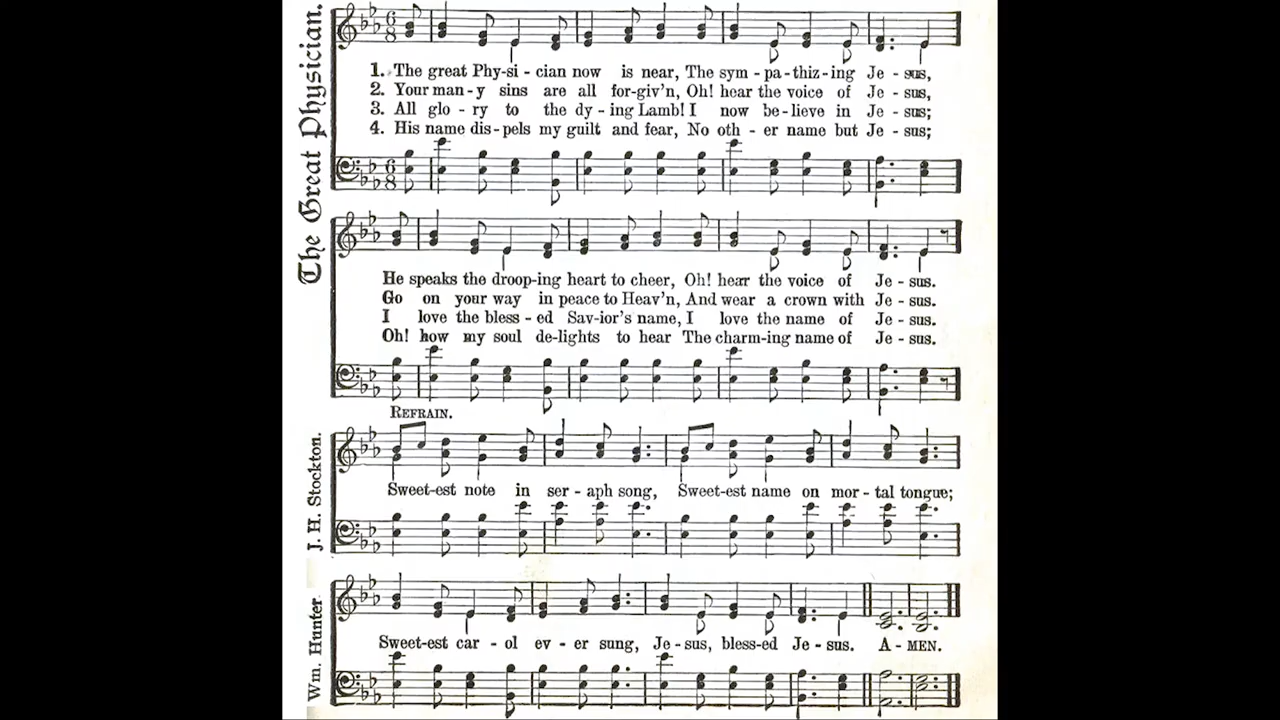 The Great Physician.
1. The great Phy-si - cian now is near, The sym - pa-thiz-ing Je - sus,
2. Your man - y sins are all for-giv'n, Oh! hear the voice of Je - sus,
3. All glo - ry to the dy - ing Lamb! I now be - lieve in Je - sus;
4. His name dis-pels my guilt and fear, No oth - er name but Je - sus;
He speaks the droop-ing heart to cheer, Oh! hear the voice of Je - sus.
Go on your way in peace to Heav'n, And wear a crown with Je - sus.
I love the bless - ed Sav-ior's name, I love the name of Je - sus.
Oh! how my soul de-lights to hear The charm-ing name of Je - sus.
REFRAIN.
J. H. Stockton.
Sweet-est note in ser - aph song, Sweet-est name on mor - tal tongue;
Wm. Hunter
Sweet-est car - ol ev - er sung, Je - sus, bless-ed Je - sus. A - MEN.